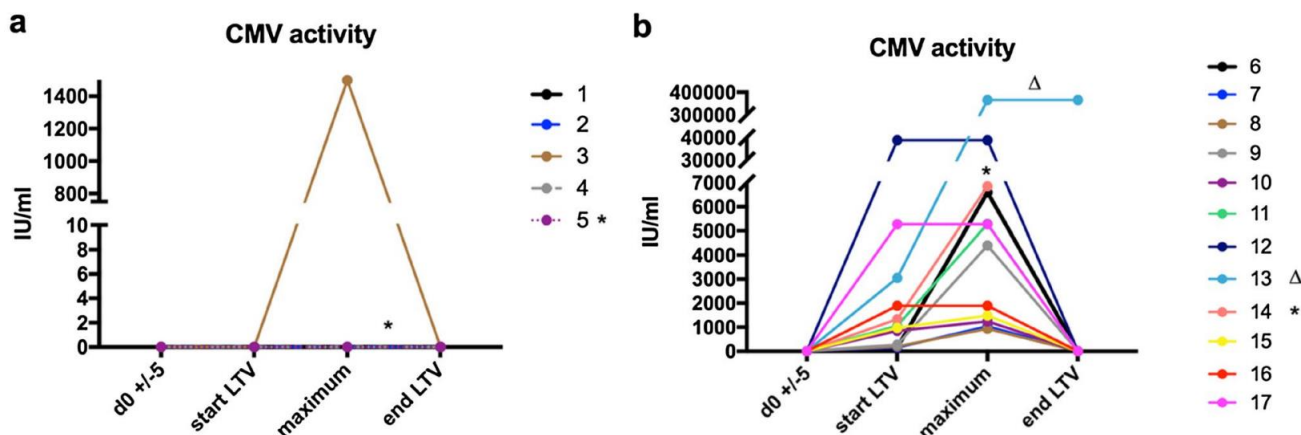 a
CMV activity
IU/ml
1400
1200
1000
800
10
8
6
4
2
0
*
d0 +/-5
start LTV
maximum
end LTV
1
2
3
4
5 *
b
CMV activity
IU/ml
400000
300000
40000
30000
7000
6000
5000
4000
3000
2000
1000
0
Δ
*
d0 +/-5
start LTV
maximum
end LTV
6
7
8
9
10
11
12
13 Δ
14 *
15
16
17